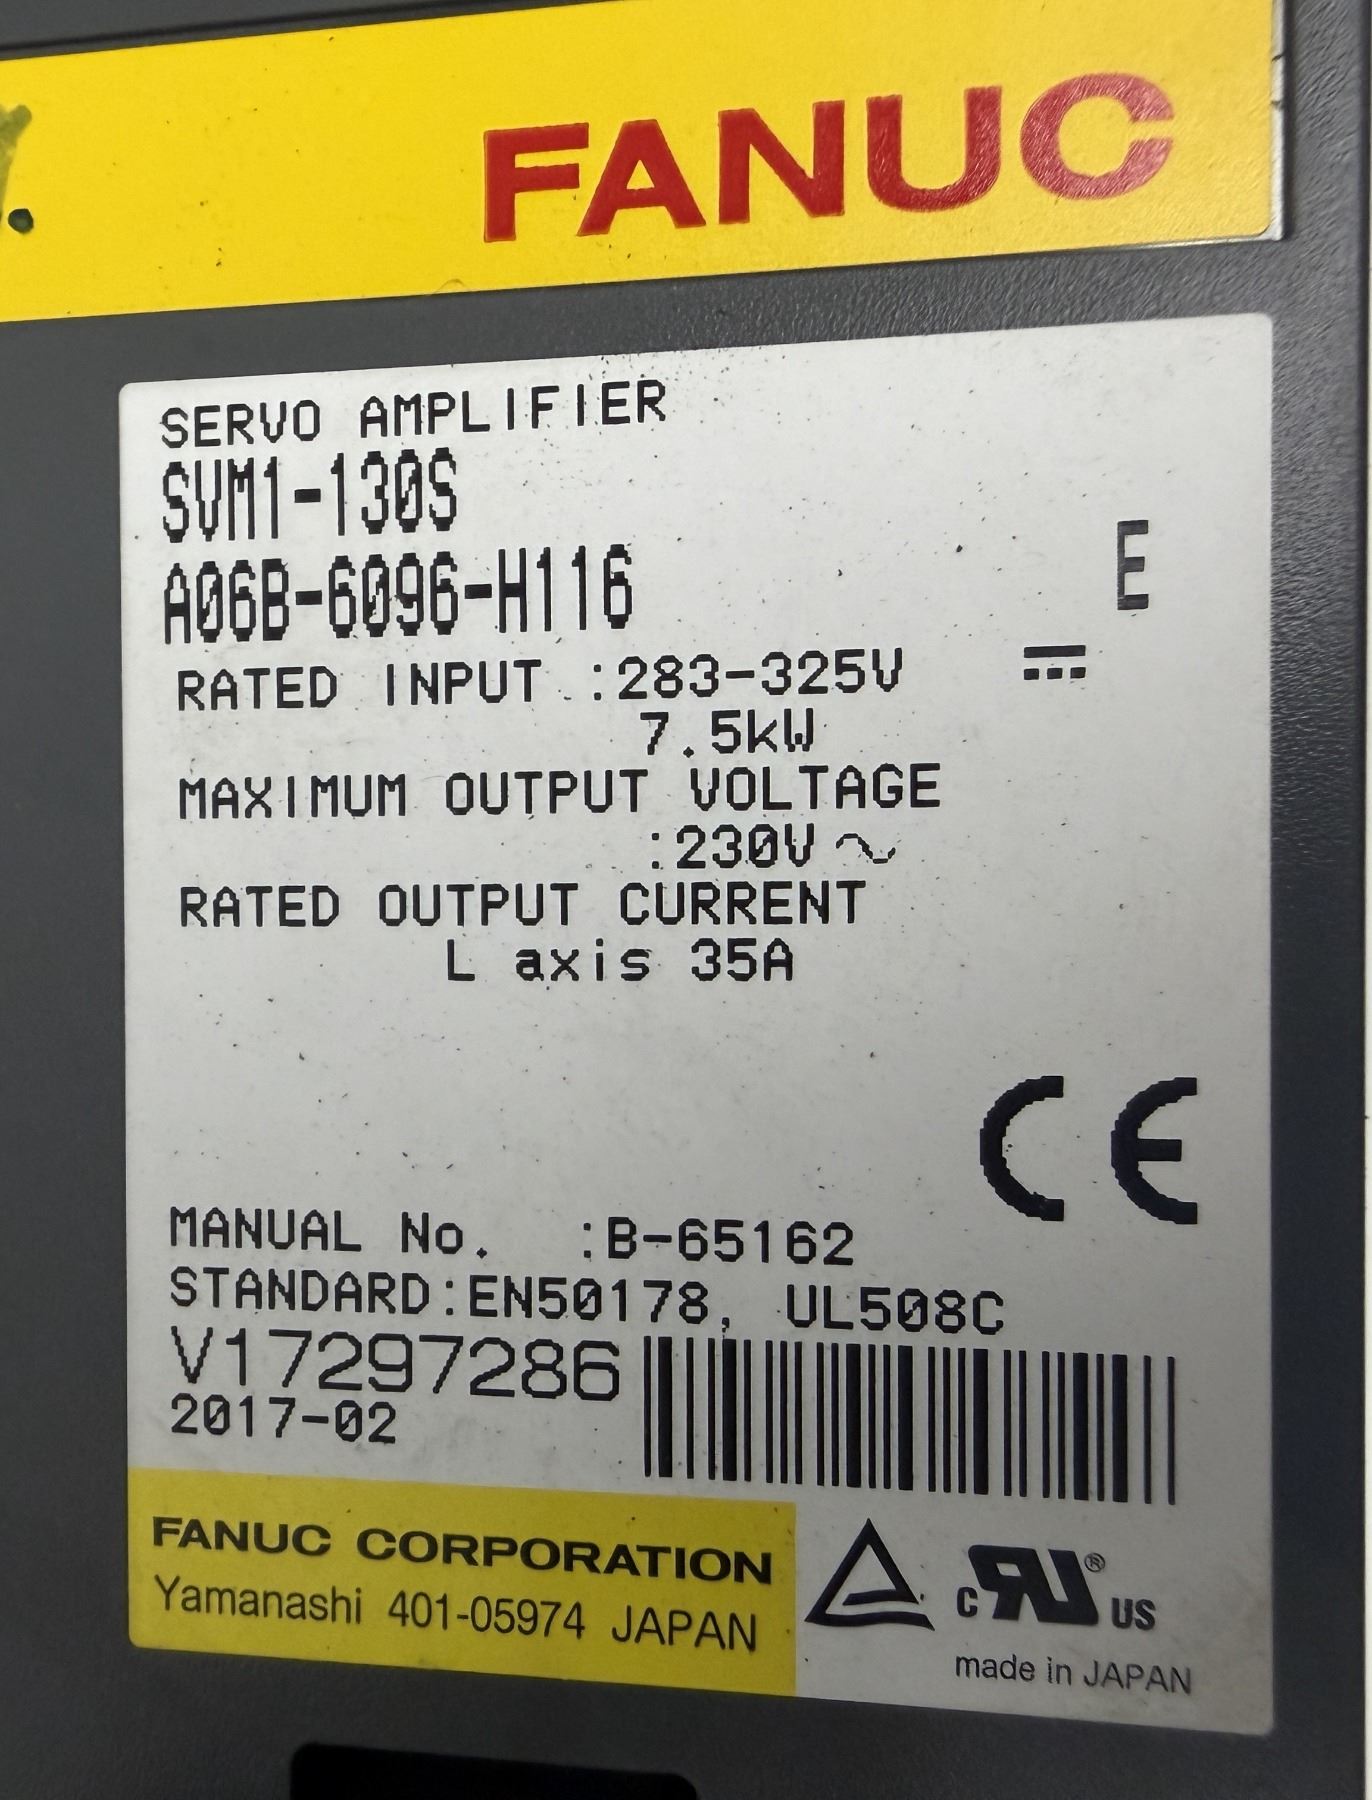 FANUC
SERVO AMPLIFIER
SVM1-130S
A06B-6096-H116
E
RATED INPUT :283-325V ⎓
7.5kW
MAXIMUM OUTPUT VOLTAGE
:230V～
RATED OUTPUT CURRENT
L axis 35A
CE
MANUAL No. :B-65162
STANDARD:EN50178, UL508C
V17297286
2017-02
FANUC CORPORATION
Yamanashi 401-05974 JAPAN
c RU ® US
made in JAPAN